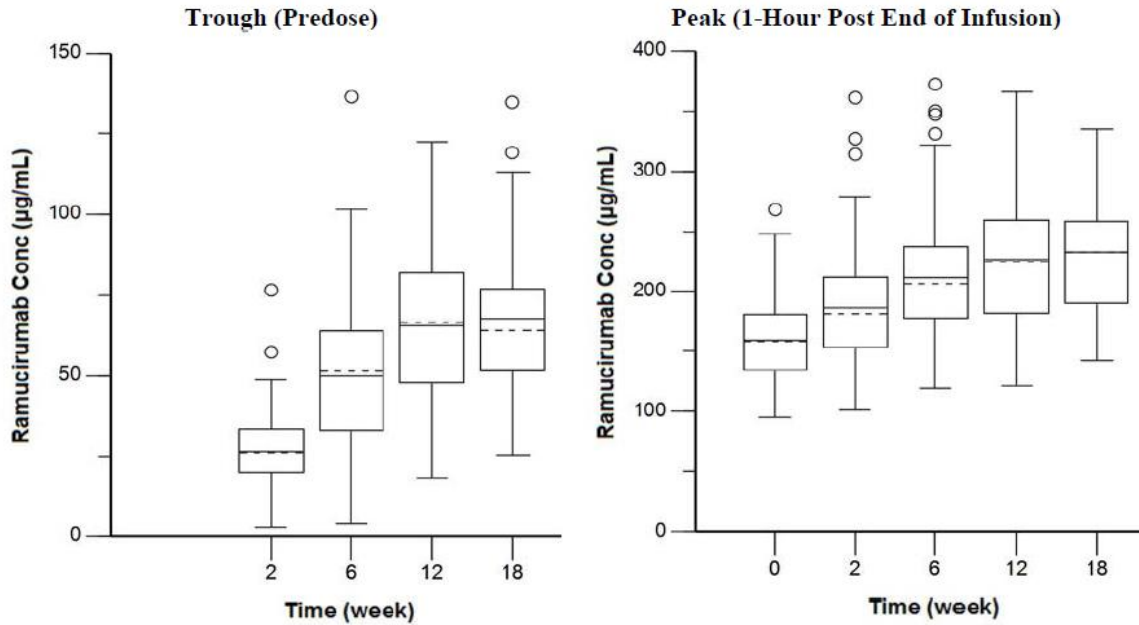 Trough (Predose)
Ramucirumab Conc (µg/mL)
150
100
50
0
2 6 12 18
Time (week)
Peak (1-Hour Post End of Infusion)
Ramucirumab Conc (µg/mL)
400
300
200
100
0
0 2 6 12 18
Time (week)